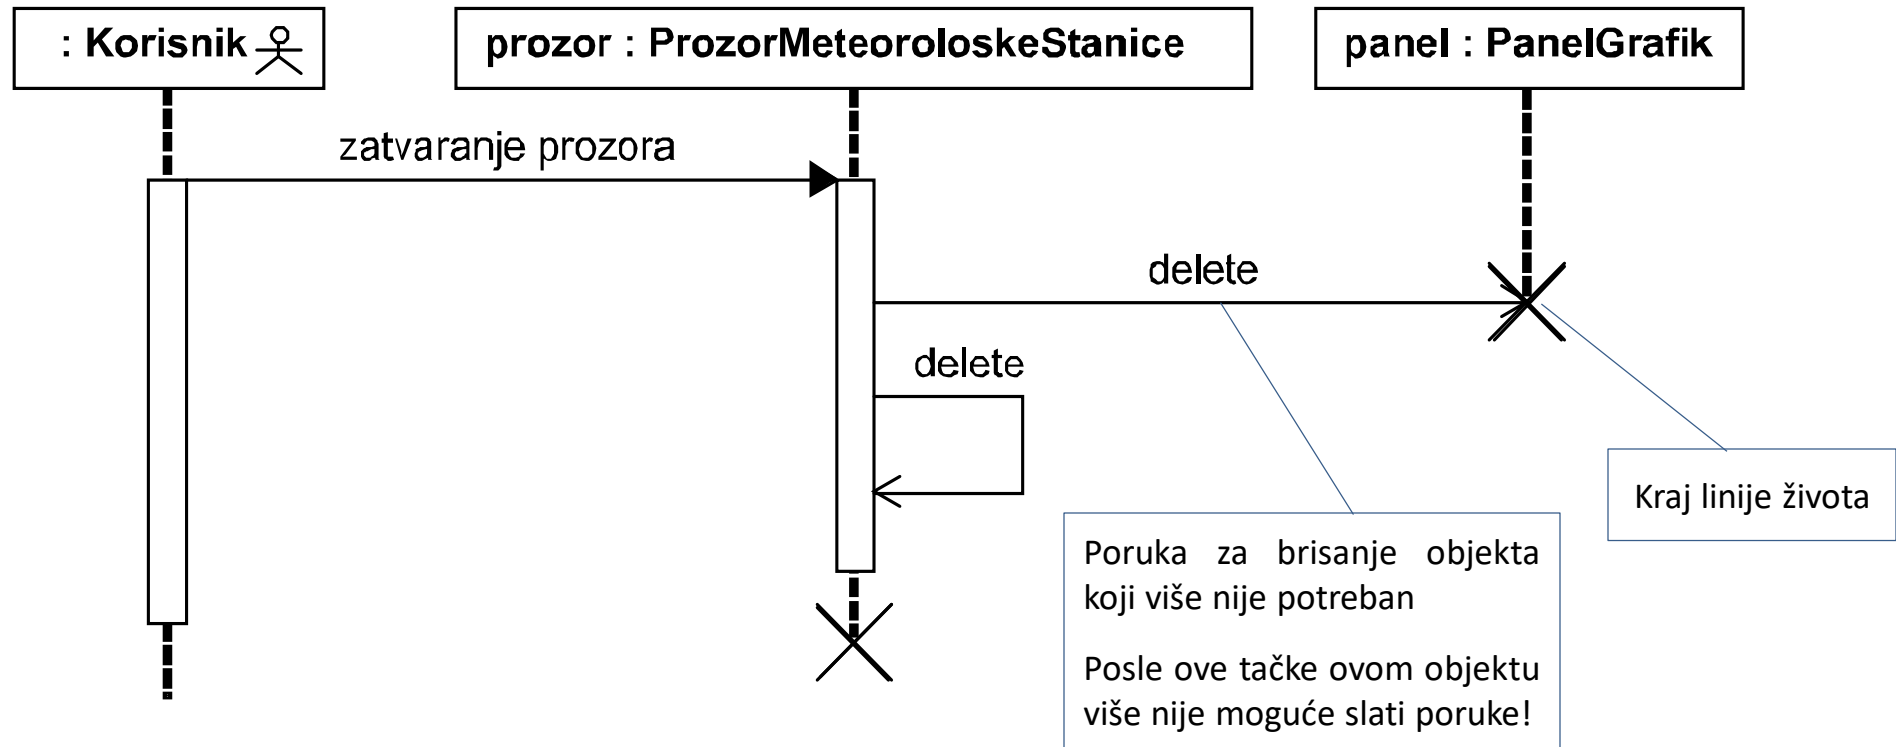 : Korisnik
prozor : ProzorMeteoroloskeStanice
panel : PanelGrafik
zatvaranje prozora
delete
delete
Kraj linije života
Poruka za brisanje objekta
koji više nije potreban
Posle ove tačke ovom objektu
više nije moguće slati poruke!